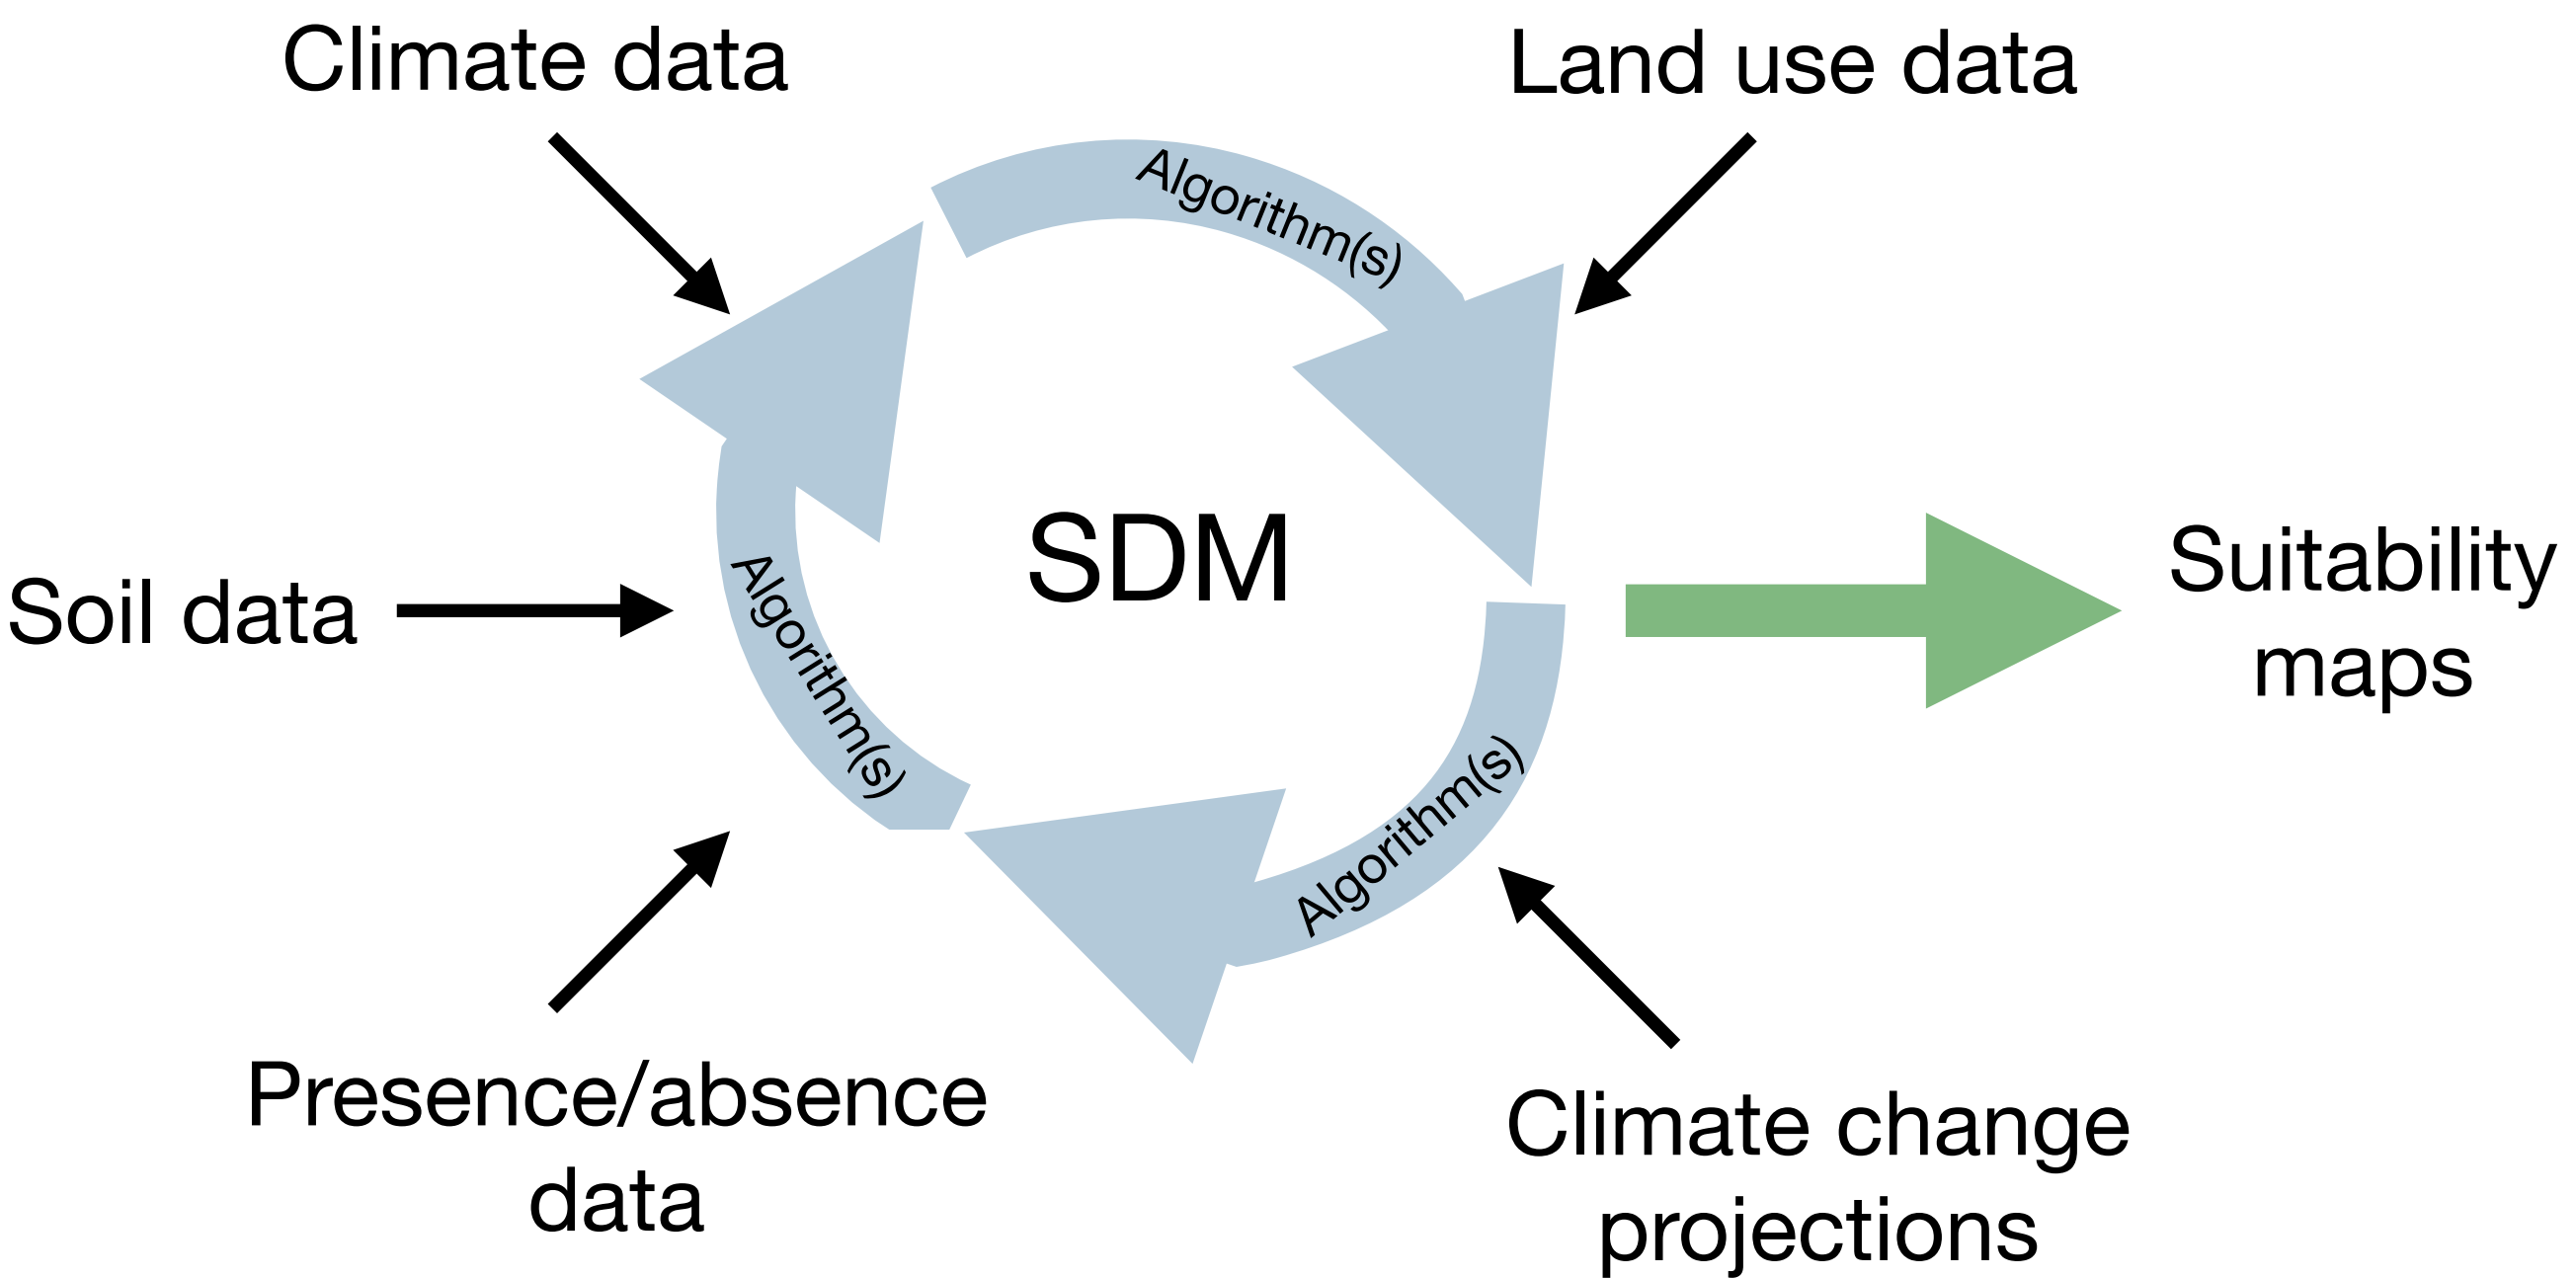 Climate data
Land use data
Algorithm(s)
SDM
Suitability
maps
Soil data
Algorithm(s)
Algorithm(s)
Presence/absence
data
Climate change
projections